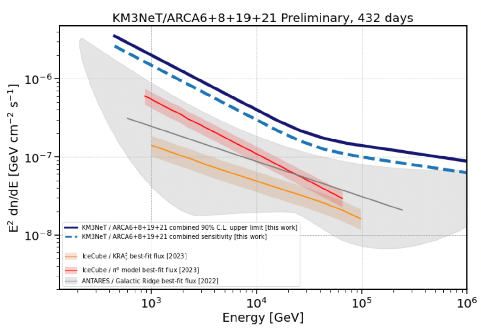 KM3NeT/ARCA6+8+19+21 Preliminary, 432 days
E² dn/dE [GeV cm⁻² s⁻¹]
10⁻⁶
10⁻⁷
10⁻⁸
KM3NeT / ARCA6+8+19+21 combined 90% C.L. upper limit [this work]
KM3NeT / ARCA6+8+19+21 combined sensitivity [this work]
IceCube / KRA⁵γ best-fit flux [2023]
IceCube / π⁰ model best-fit flux [2023]
ANTARES / Galactic Ridge best-fit flux [2022]
10³
10⁴
10⁵
10⁶
Energy [GeV]